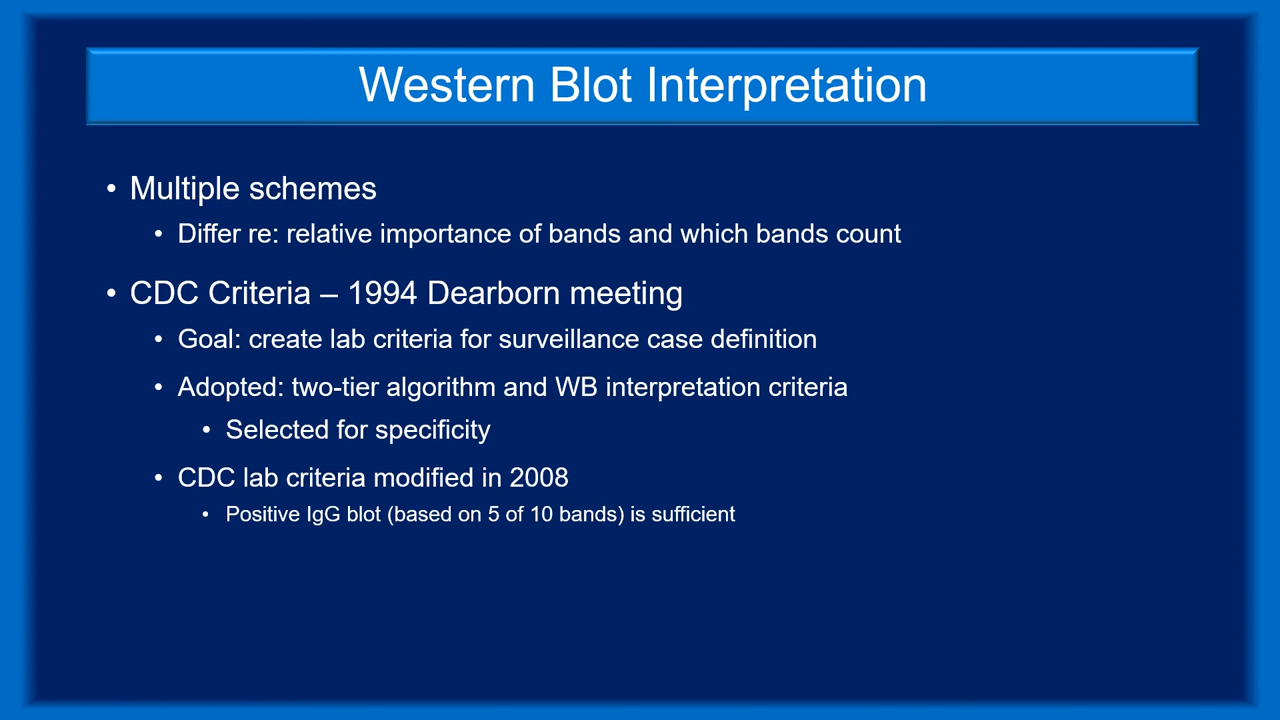 Western Blot Interpretation
• Multiple schemes
• Differ re: relative importance of bands and which bands count
• CDC Criteria – 1994 Dearborn meeting
• Goal: create lab criteria for surveillance case definition
• Adopted: two-tier algorithm and WB interpretation criteria
• Selected for specificity
• CDC lab criteria modified in 2008
• Positive IgG blot (based on 5 of 10 bands) is sufficient